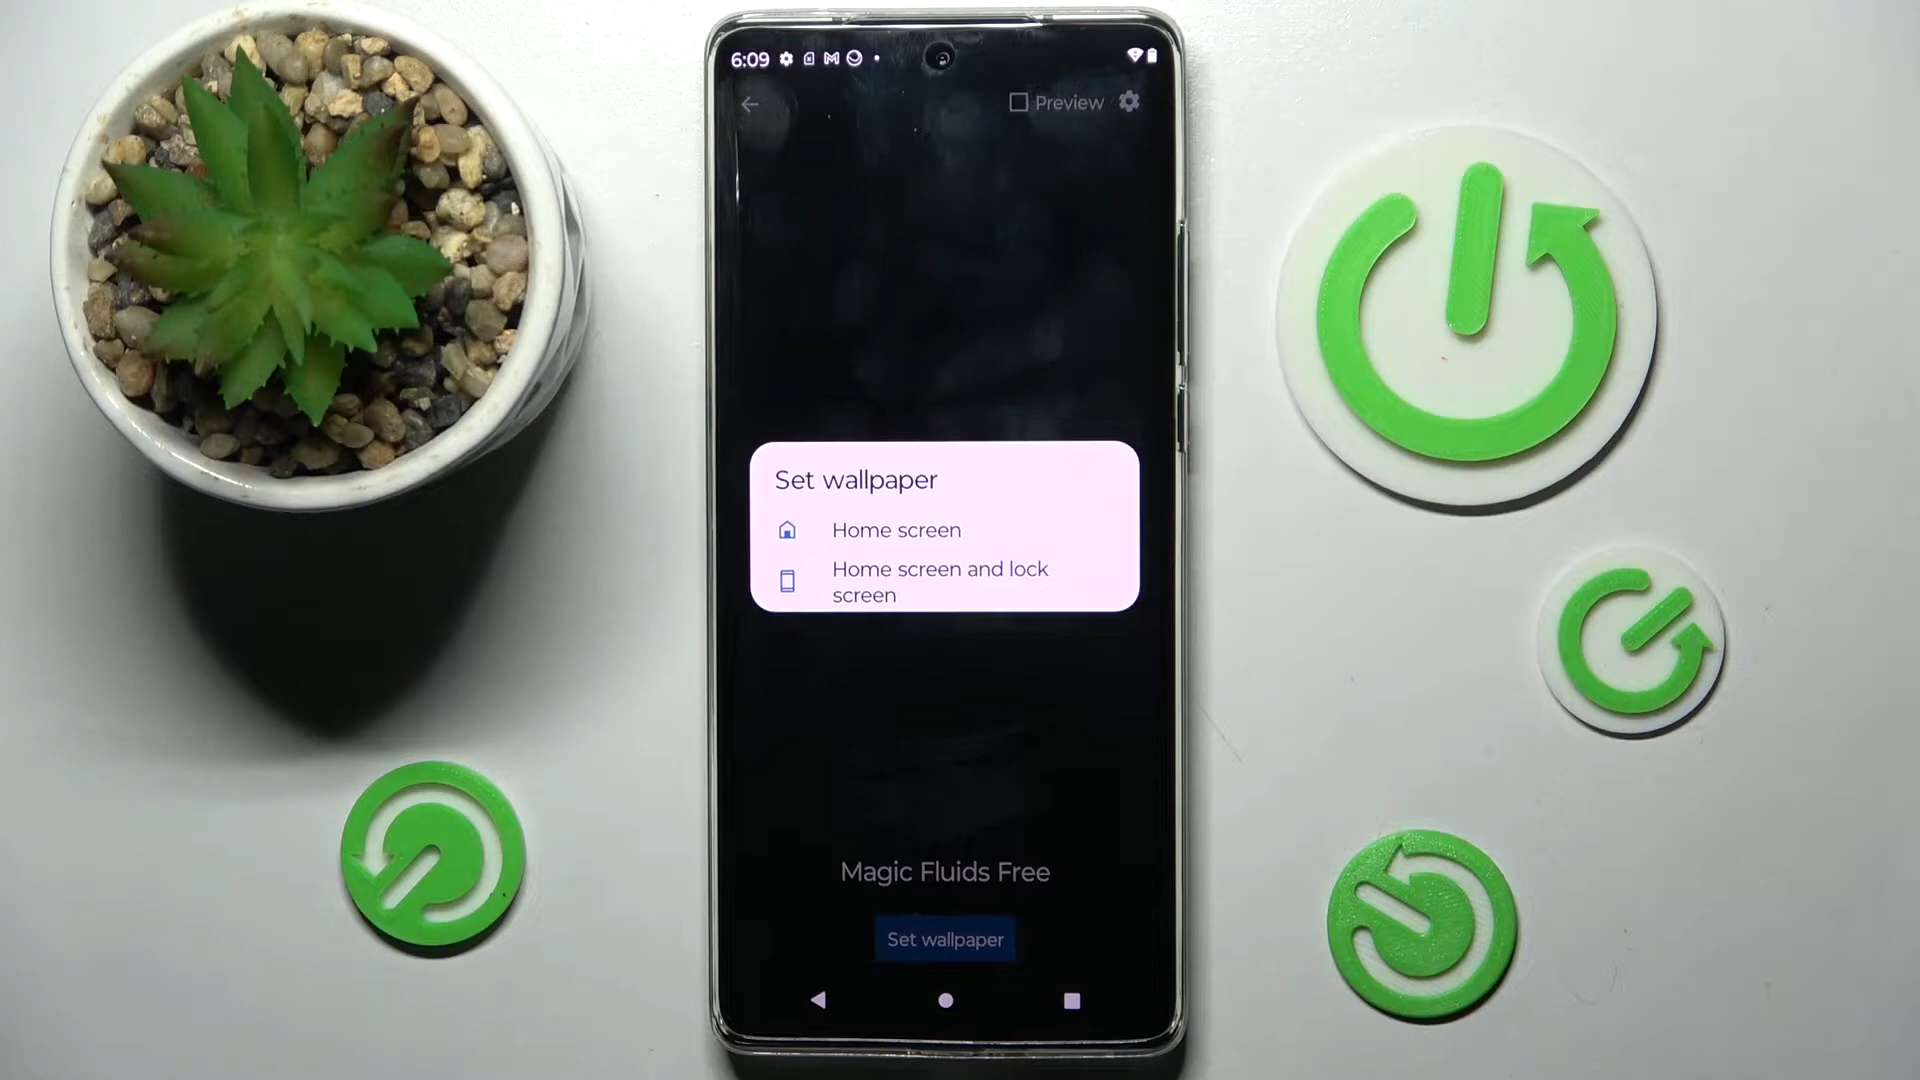 6:09
Preview
Set wallpaper
Home screen
Home screen and lock
screen
Magic Fluids Free
Set wallpaper